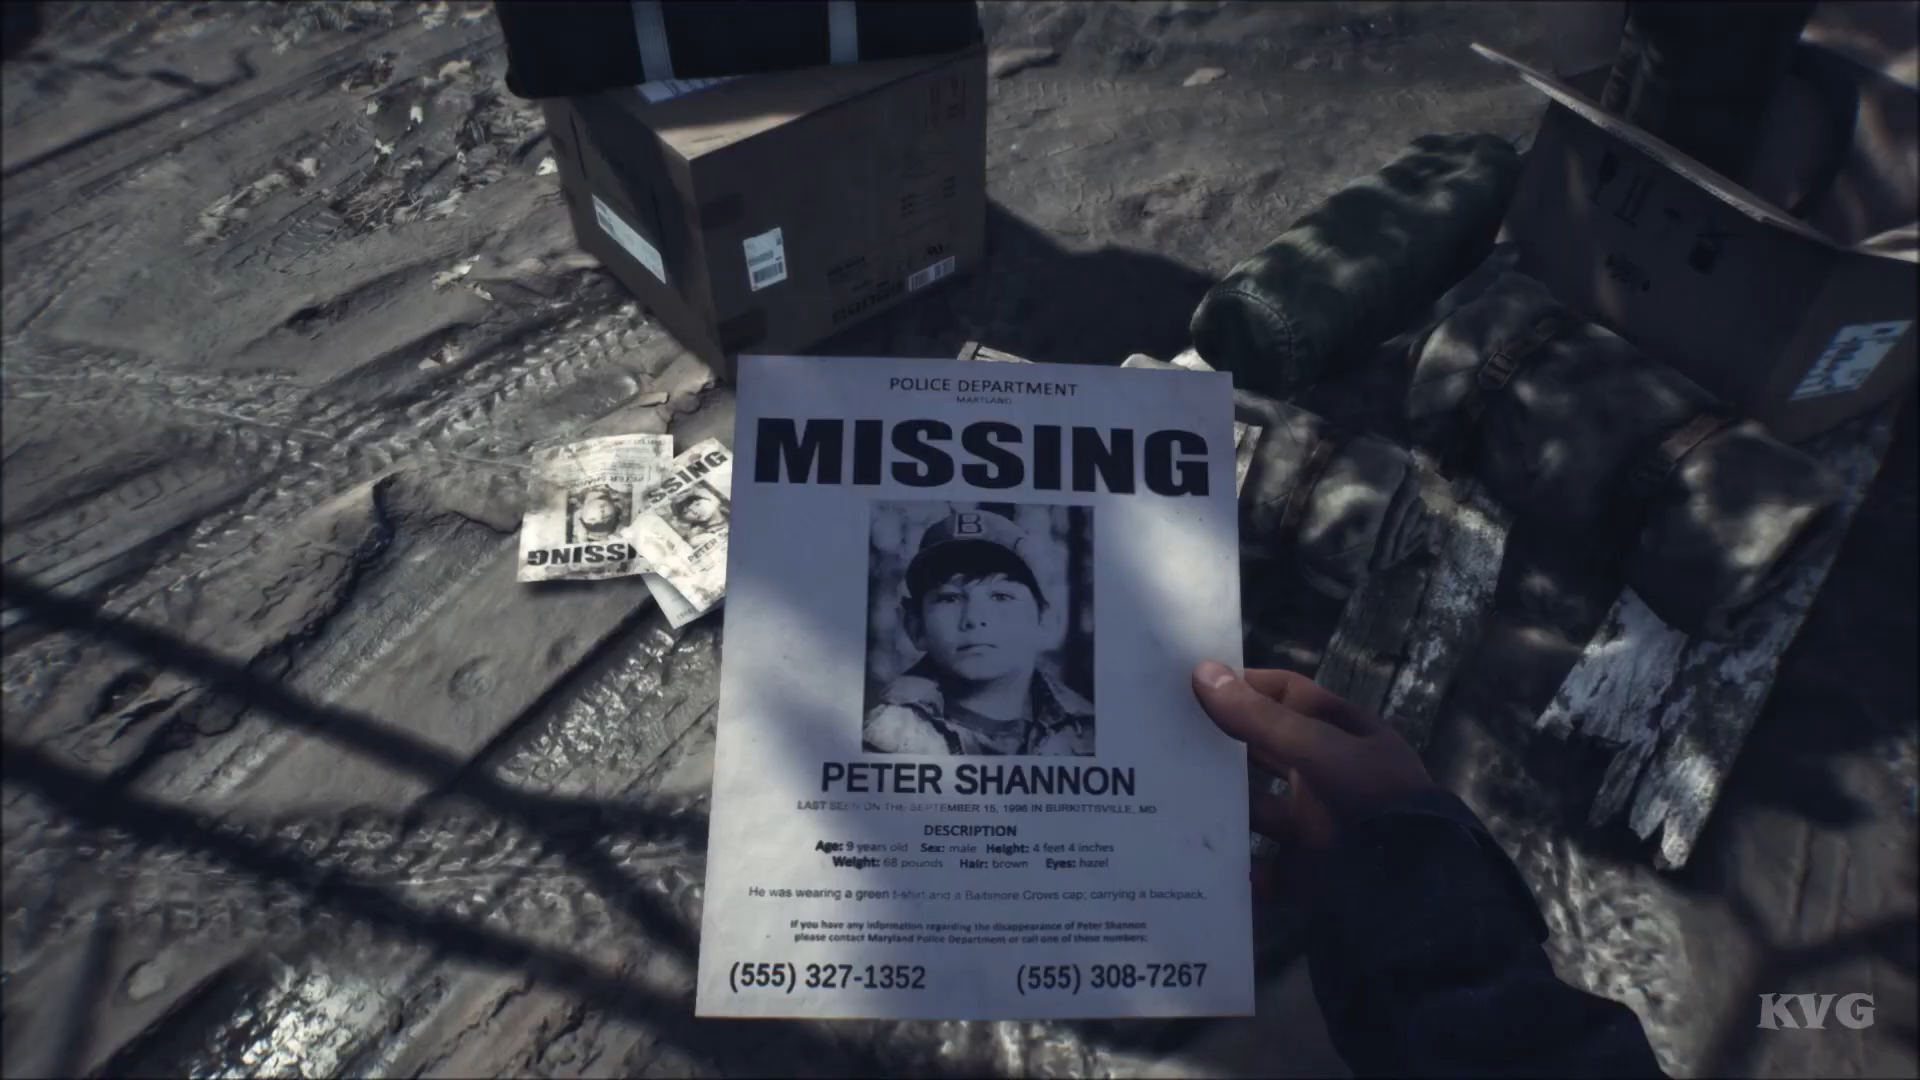 POLICE DEPARTMENT
MARYLAND
MISSING
B
PETER SHANNON
LAST SEEN ON THE SEPTEMBER 15, 1996 IN BURKITTSVILLE, MD
DESCRIPTION
Age: 9 years old Sex: male Height: 4 feet 4 inches
Weight: 68 pounds Hair: brown Eyes: hazel
He was wearing a green t-shirt and a Baltimore Crows cap; carrying a backpack.
If you have any information regarding the disappearance of Peter Shannon
please contact Maryland Police Department or call one of these numbers:
(555) 327-1352 (555) 308-7267
MISSING
PETER
SSING
PETER S
KVG